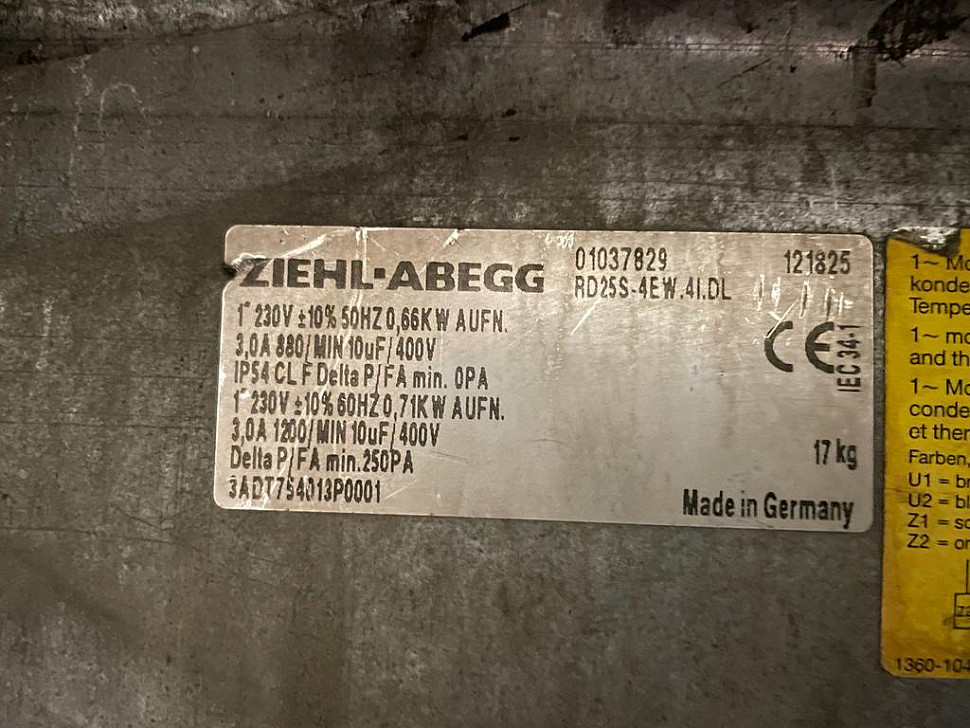 ZIEHL-ABEGG
01037829 121825
RD25S-4EW.4I.DL
1~ 230V ±10% 50HZ 0,66KW AUFN.
3,0A 880/MIN 10uF/400V
IP54 CL F Delta P/FA min. 0PA
1~ 230V ±10% 60HZ 0,71KW AUFN.
3,0A 1200/MIN 10uF/400V
Delta P/FA min.250PA
3ADT754013P0001
CE
IEC 34-1
17 kg
Made in Germany
1~ Mo
konde
Tempe
1~ mo
and th
1~ Mo
conde
et ther
Farben,
U1 = br
U2 = bl
Z1 = sc
Z2 = or
1360-104